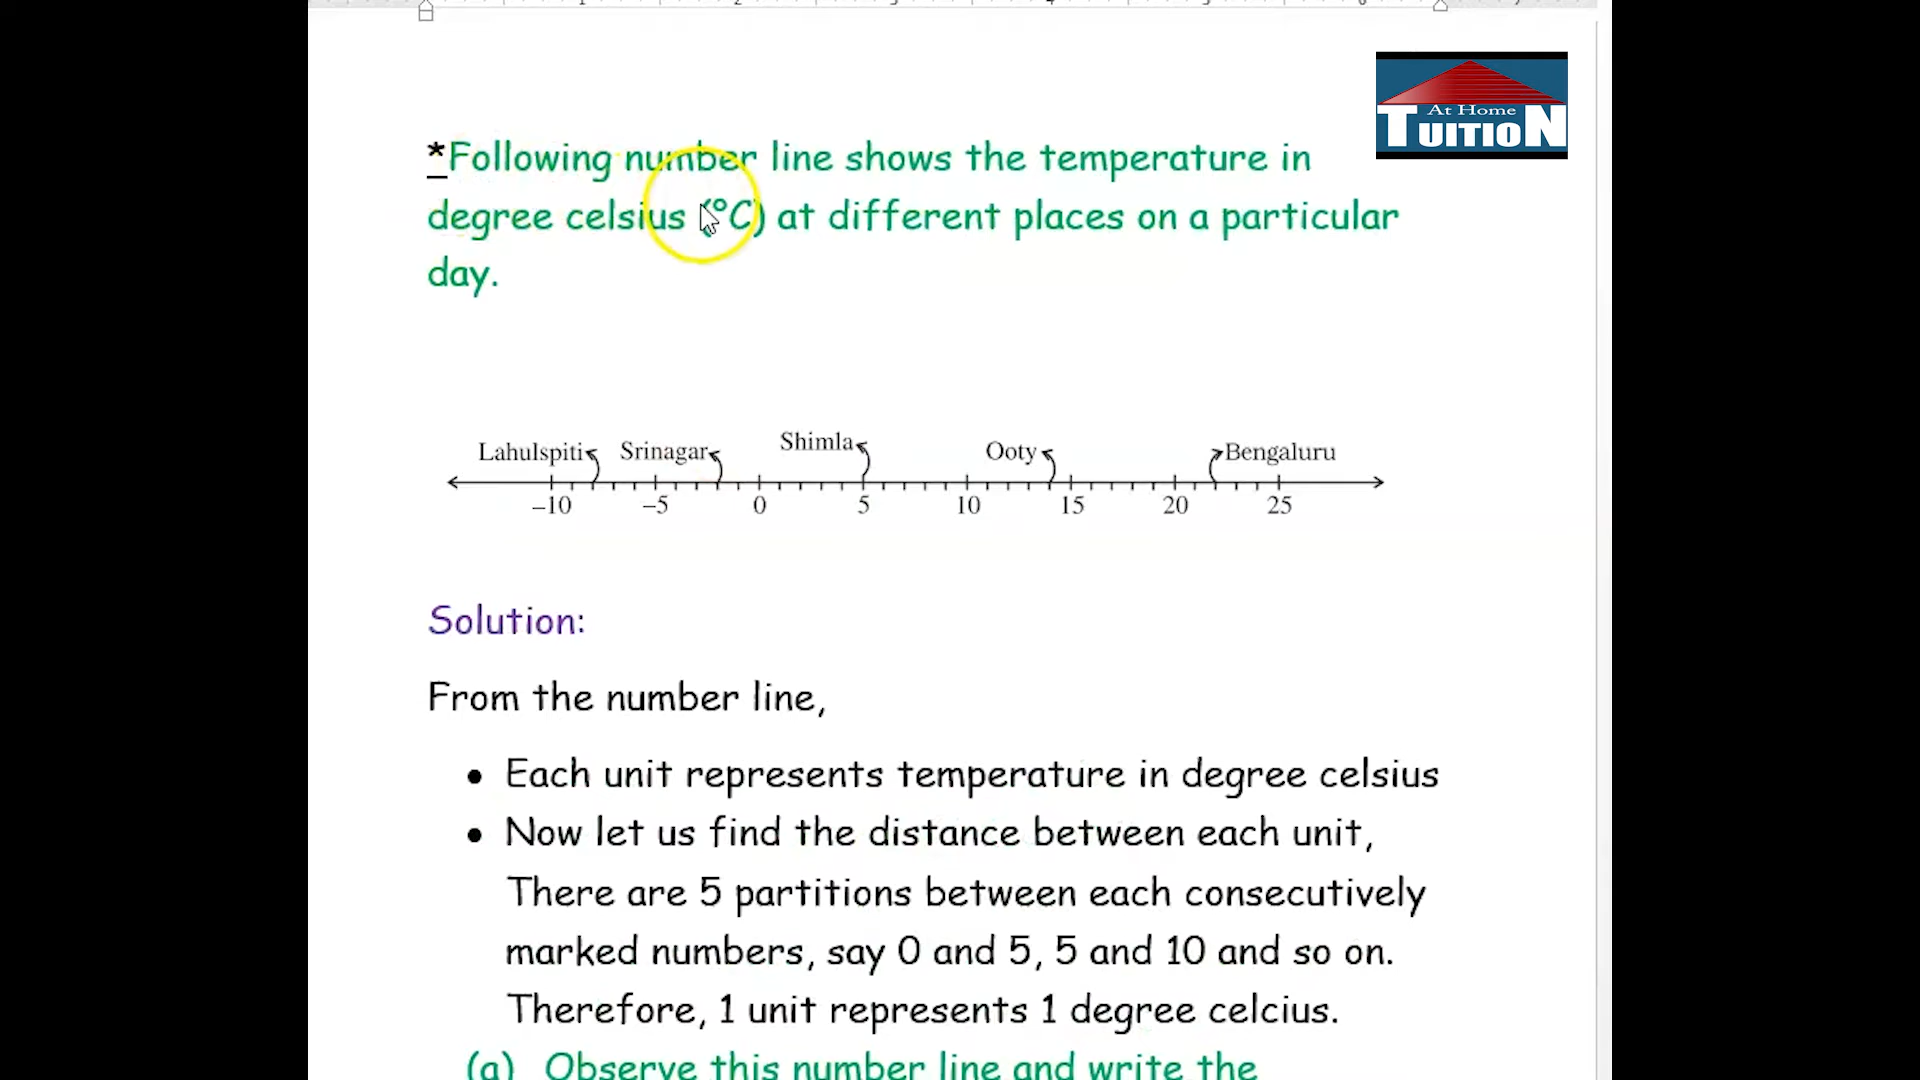 At Home
TUITION
*Following number line shows the temperature in
degree celsius (°C) at different places on a particular
day.
Lahulspiti Srinagar Shimla Ooty Bengaluru
–10 –5 0 5 10 15 20 25
Solution:
From the number line,
• Each unit represents temperature in degree celsius
• Now let us find the distance between each unit,
There are 5 partitions between each consecutively
marked numbers, say 0 and 5, 5 and 10 and so on.
Therefore, 1 unit represents 1 degree celcius.
(a) Observe this number line and write the